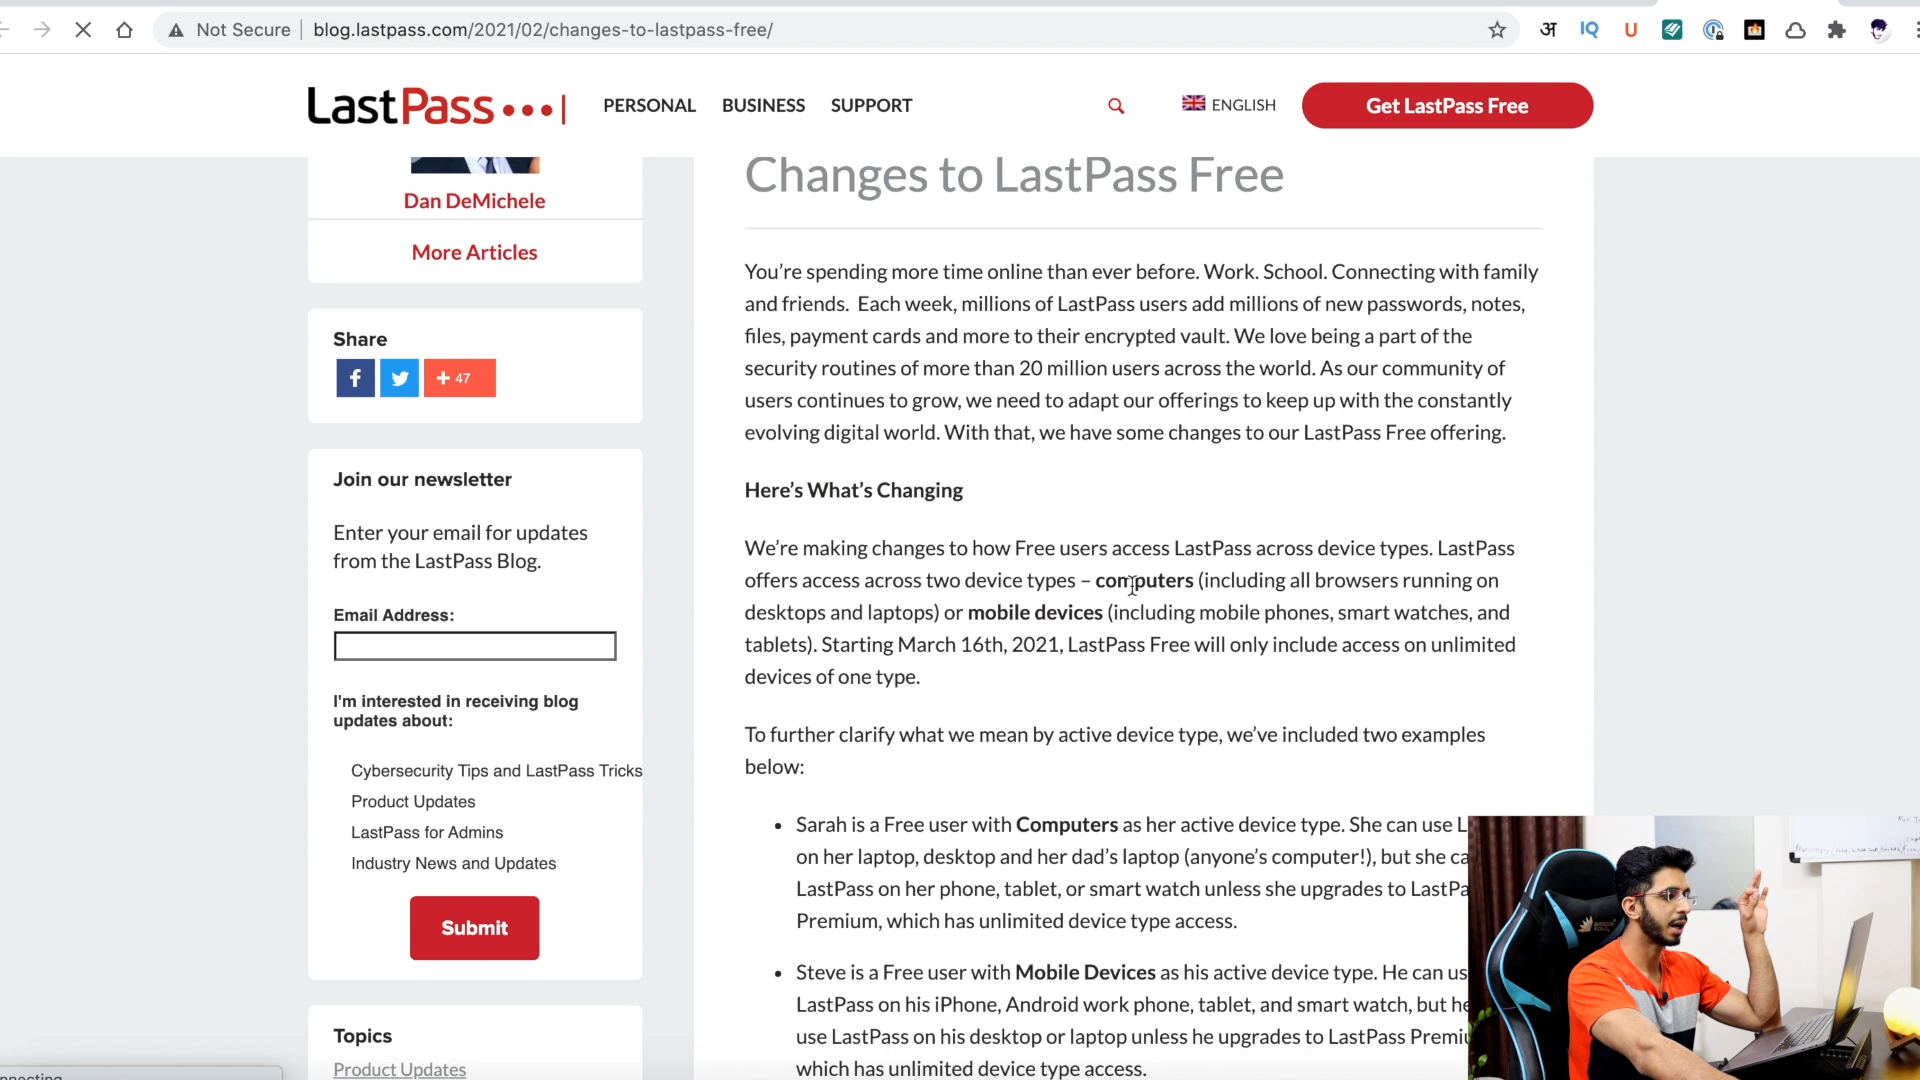 Not Secure | blog.lastpass.com/2021/02/changes-to-lastpass-free/
अ IQ U
LastPass
PERSONAL BUSINESS SUPPORT
ENGLISH
Get LastPass Free
Dan DeMichele
More Articles
Share
f + 47
Join our newsletter
Enter your email for updates
from the LastPass Blog.
Email Address:
I'm interested in receiving blog
updates about:
Cybersecurity Tips and LastPass Tricks
Product Updates
LastPass for Admins
Industry News and Updates
Submit
Topics
Product Updates
Changes to LastPass Free
You’re spending more time online than ever before. Work. School. Connecting with family
and friends. Each week, millions of LastPass users add millions of new passwords, notes,
files, payment cards and more to their encrypted vault. We love being a part of the
security routines of more than 20 million users across the world. As our community of
users continues to grow, we need to adapt our offerings to keep up with the constantly
evolving digital world. With that, we have some changes to our LastPass Free offering.
Here’s What’s Changing
We’re making changes to how Free users access LastPass across device types. LastPass
offers access across two device types – computers (including all browsers running on
desktops and laptops) or mobile devices (including mobile phones, smart watches, and
tablets). Starting March 16th, 2021, LastPass Free will only include access on unlimited
devices of one type.
To further clarify what we mean by active device type, we’ve included two examples
below:
• Sarah is a Free user with Computers as her active device type. She can use L
on her laptop, desktop and her dad’s laptop (anyone’s computer!), but she ca
LastPass on her phone, tablet, or smart watch unless she upgrades to LastPa
Premium, which has unlimited device type access.
• Steve is a Free user with Mobile Devices as his active device type. He can us
LastPass on his iPhone, Android work phone, tablet, and smart watch, but he
use LastPass on his desktop or laptop unless he upgrades to LastPass Premiu
which has unlimited device type access.